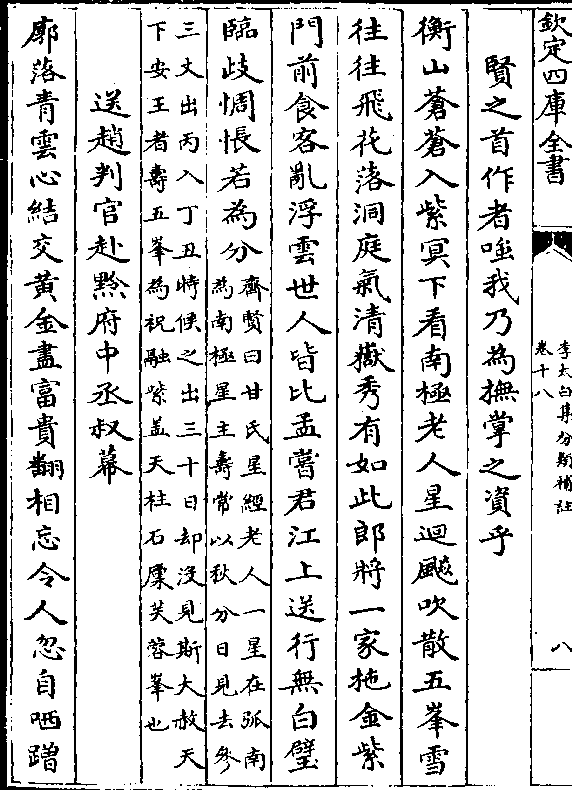 欽定四庫全書
李太白集分類補註
卷十八
八
賢之首作者嗤我乃為撫掌之資乎
衡山蒼蒼入紫冥下看南極老人星迴飈吹散五峯雪
往往飛花落洞庭氣清嶽秀有如此郎將一家拖金紫
門前食客亂浮雲世人皆比孟嘗君江上送行無白璧
臨歧惆悵若為分
齊賢曰甘氏星經老人一星在弧南
為南極星主壽常以秋分日見去參
三丈出丙入丁丑時候之出三十日却沒見斯大赦天
下安王者壽五峯為祝融紫盖天柱石廩芙蓉峯也
送趙判官赴黔府中丞叔幕
廓落青雲心結交黃金盡富貴翻相忘令人忽自哂蹭